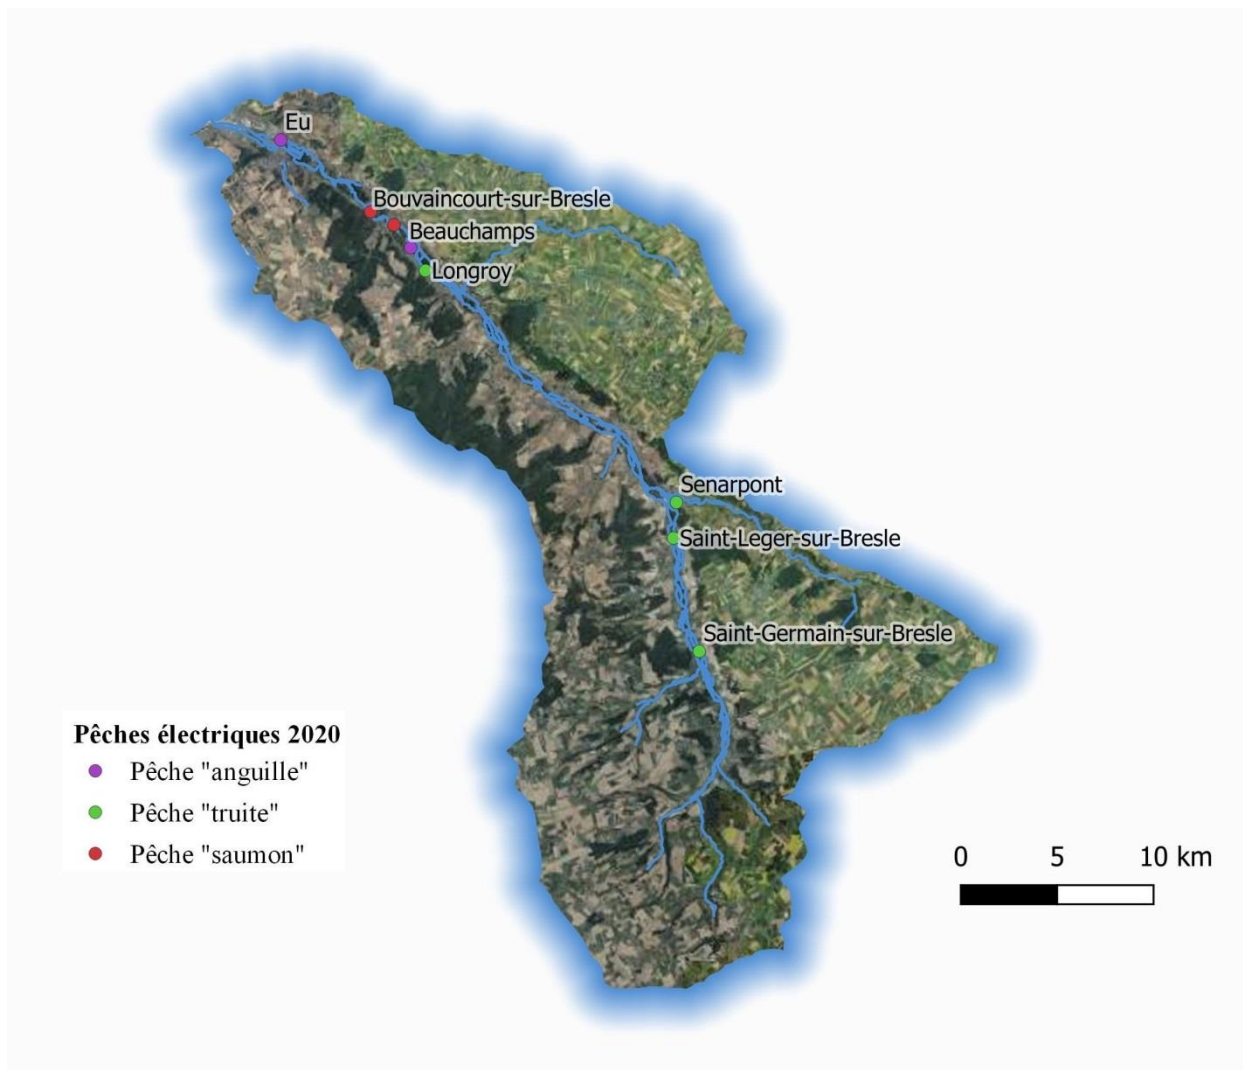 Eu
Bouvaincourt-sur-Bresle
Beauchamps
Longroy
Senarpont
Saint-Leger-sur-Bresle
Saint-Germain-sur-Bresle
Pêches électriques 2020
Pêche "anguille"
Pêche "truite"
Pêche "saumon"
0 5 10 km